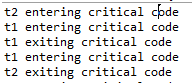 t2 entering critical code
t1 entering critical code
t1 exiting critical code
t1 entering critical code
t2 exiting critical code